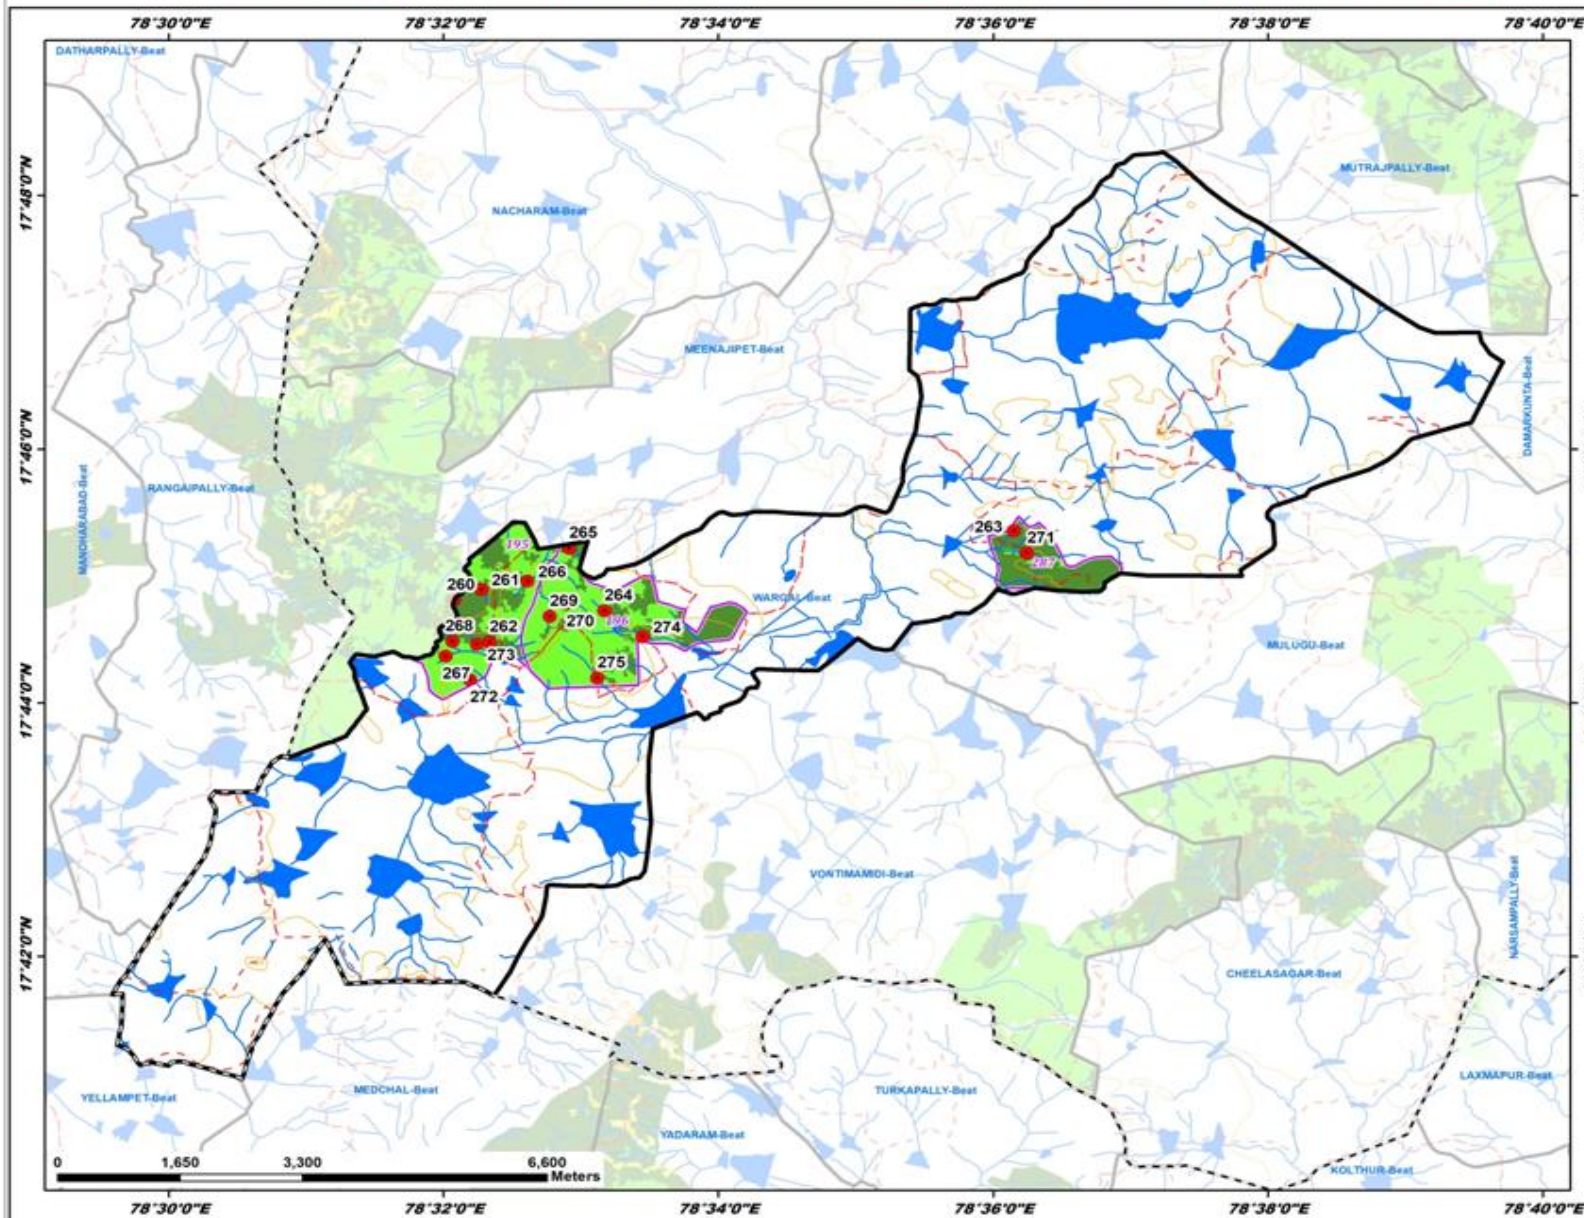 78°30'0"E 78°32'0"E 78°34'0"E 78°36'0"E 78°38'0"E 78°40'0"E
DATHARPALLY-Beat
MUTRAJPALLY-Beat
17°48'0"N
NACHARAM-Beat
MEENAJIPET-Beat
DAMARKUNTA-Beat
17°46'0"N
RANGAIPALLY-Beat
MANOHARABAD-Beat
195
265
263
271
287
260
261
266
269
264
WARGAL-Beat
268
262
270
196
274
273
275
267
272
MULUGU-Beat
17°44'0"N
VONTIMAMIDI-Beat
NARSAMPALLY-Beat
17°42'0"N
CHEELASAGAR-Beat
YELLAMPET-Beat
MEDCHAL-Beat
TURKAPALLY-Beat
LAXMAPUR-Beat
YADARAM-Beat
KOLTHUR-Beat
0 1,650 3,300 6,600
Meters
78°30'0"E 78°32'0"E 78°34'0"E 78°36'0"E 78°38'0"E 78°40'0"E